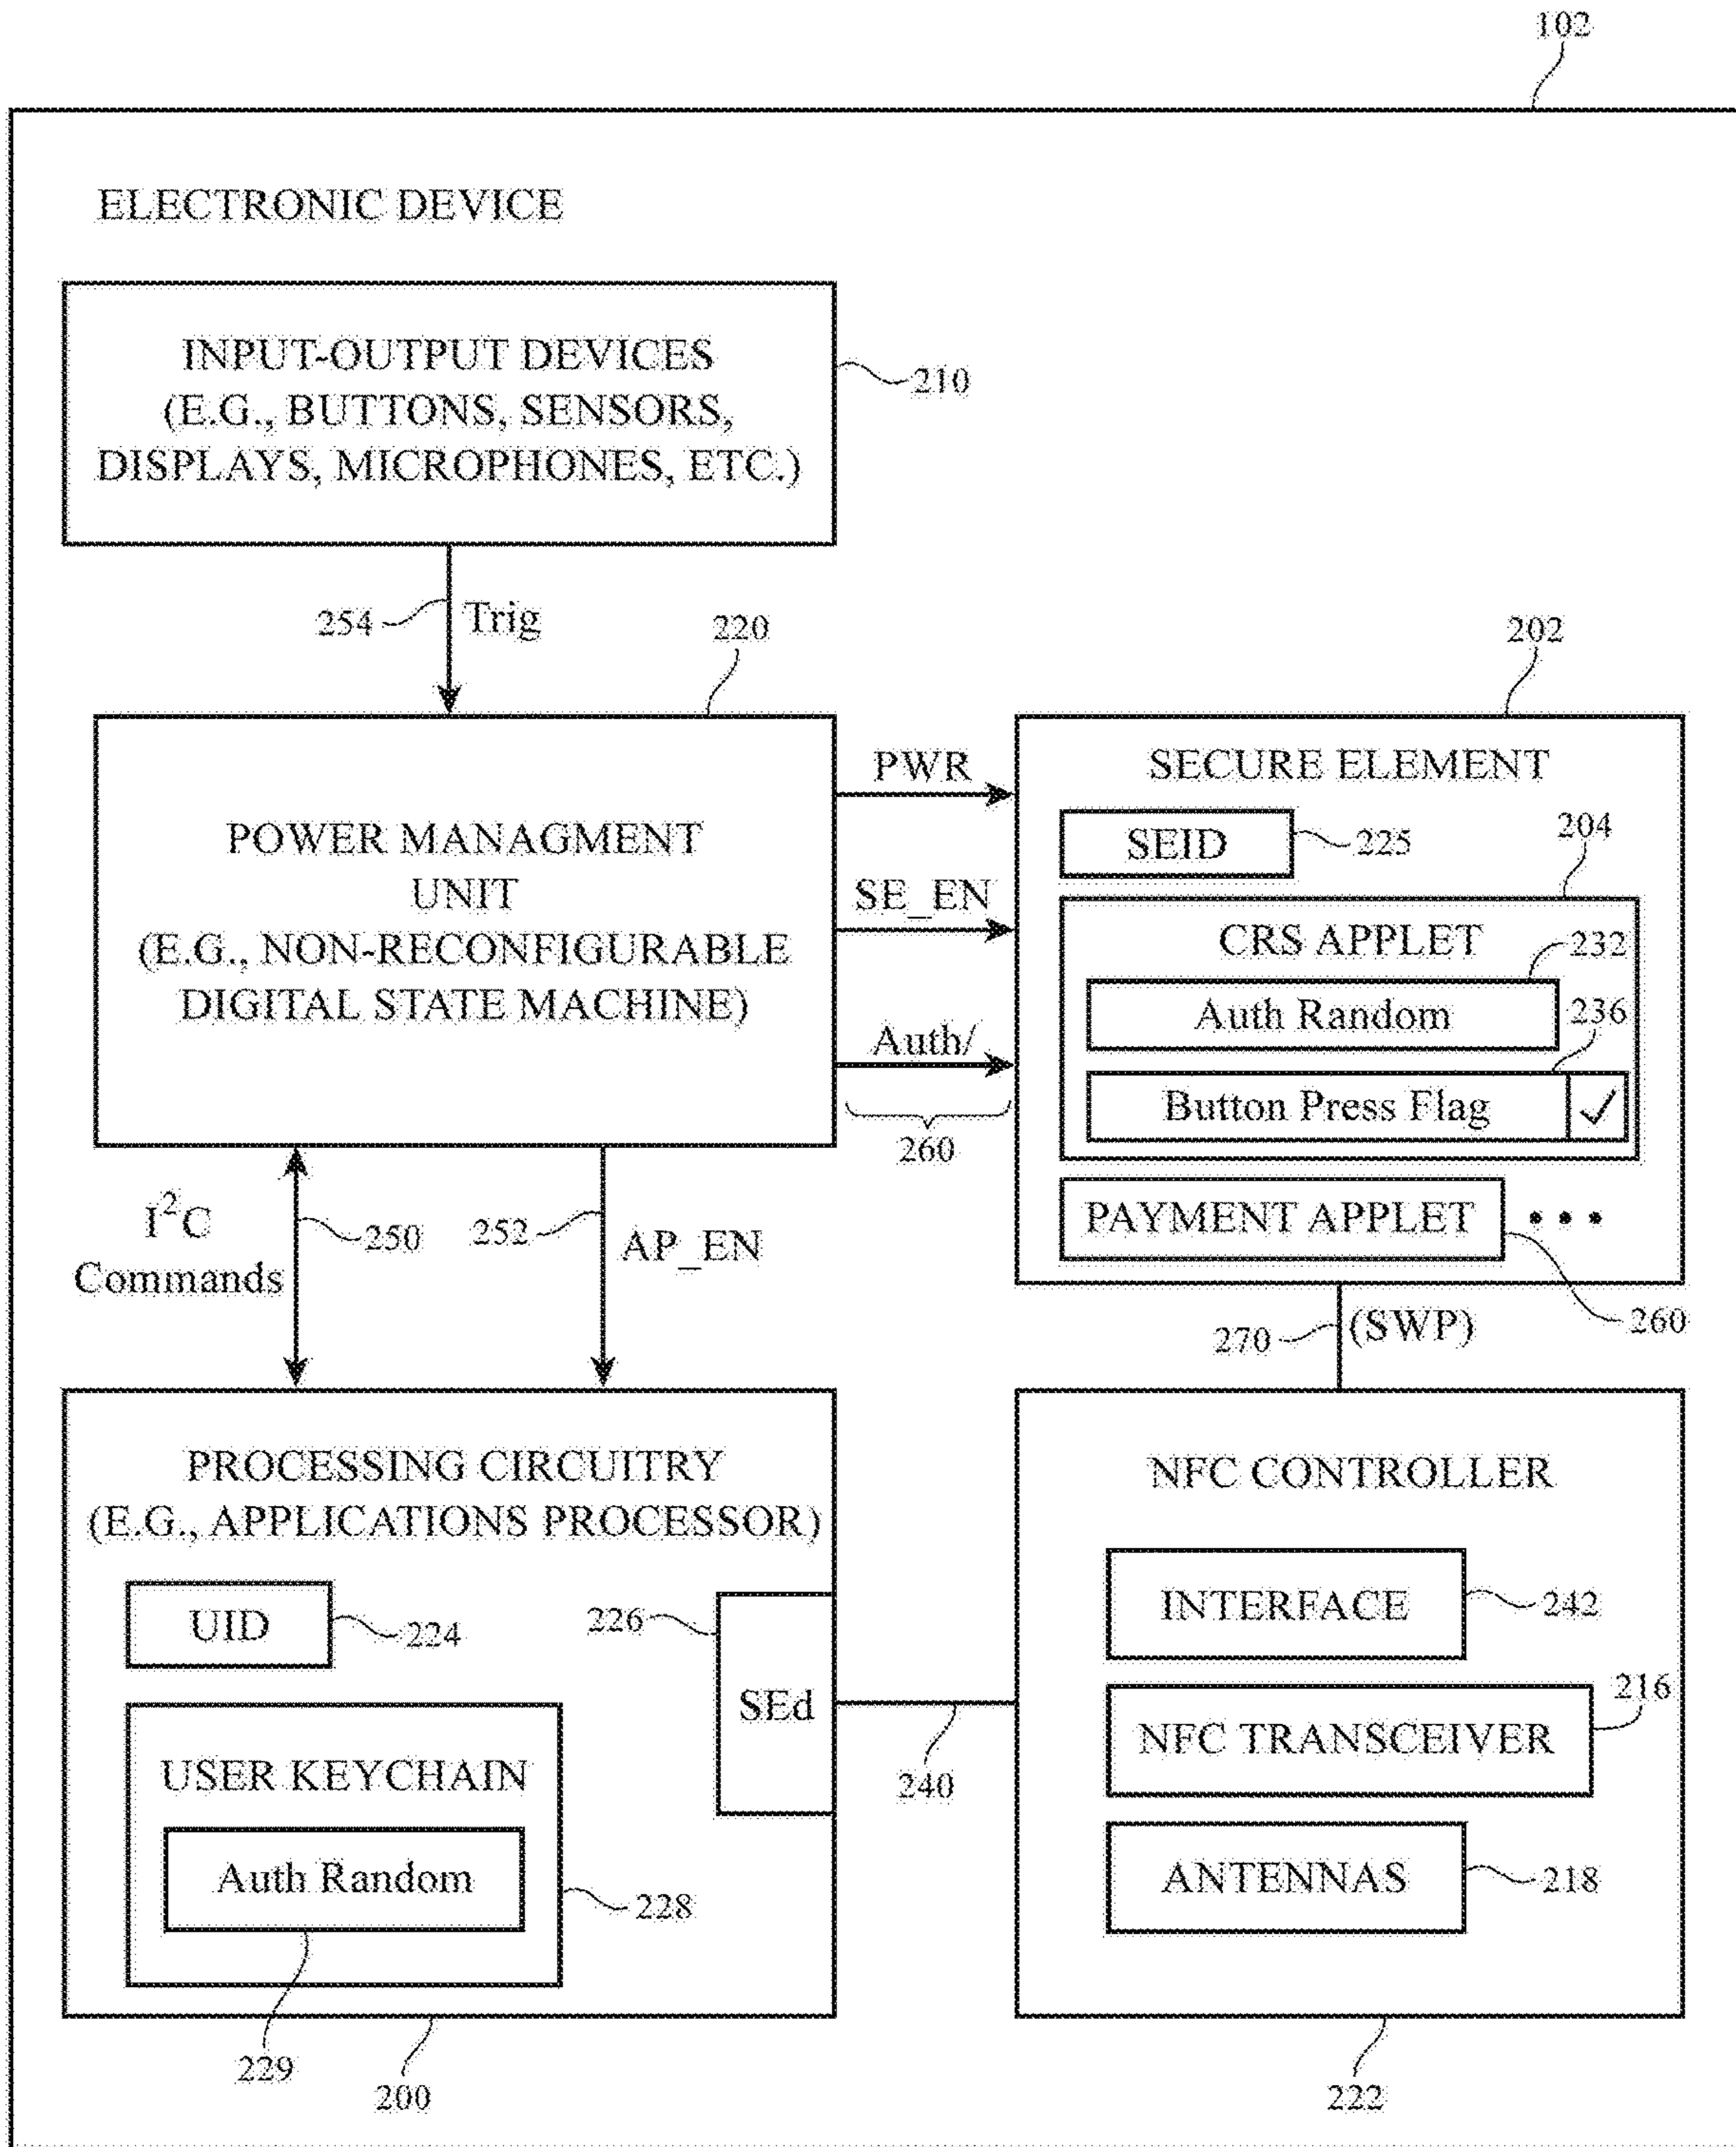 102
ELECTRONIC DEVICE
INPUT-OUTPUT DEVICES
(E.G., BUTTONS, SENSORS,
DISPLAYS, MICROPHONES, ETC.)
210
254
Trig
220
202
POWER MANAGMENT
UNIT
(E.G., NON-RECONFIGURABLE
DIGITAL STATE MACHINE)
PWR
SE_EN
Auth/
260
SECURE ELEMENT
SEID
225
204
CRS APPLET
232
Auth Random
236
Button Press Flag ✓
PAYMENT APPLET
• • •
260
I²C
Commands
250
252
AP_EN
270
(SWP)
PROCESSING CIRCUITRY
(E.G., APPLICATIONS PROCESSOR)
UID
224
226
SEd
USER KEYCHAIN
Auth Random
228
229
200
240
NFC CONTROLLER
INTERFACE
242
216
NFC TRANSCEIVER
ANTENNAS
218
222